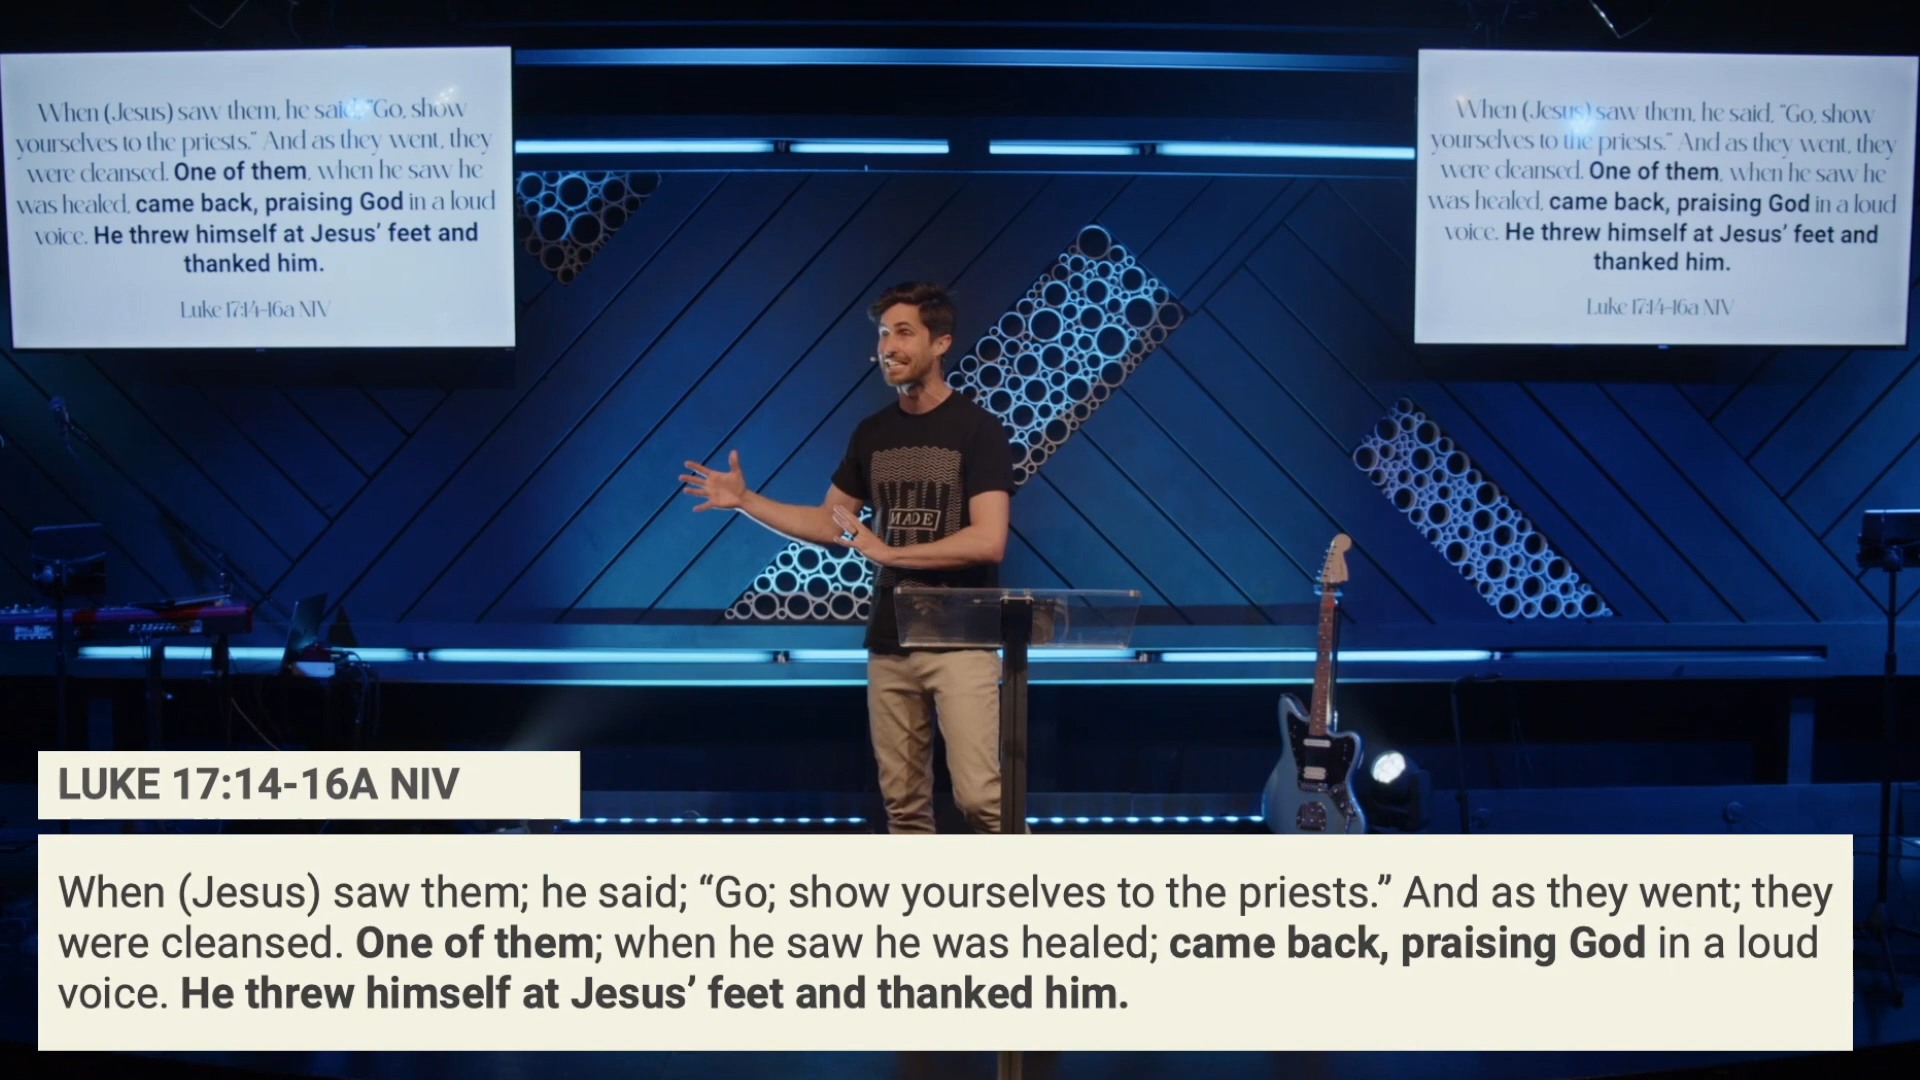 When (Jesus) saw them, he said, "Go, show
yourselves to the priests." And as they went, they
were cleansed. One of them, when he saw he
was healed, came back, praising God in a loud
voice. He threw himself at Jesus’ feet and
thanked him.
Luke 17:14-16a NIV
When (Jesus) saw them, he said, "Go, show
yourselves to the priests." And as they went, they
were cleansed. One of them, when he saw he
was healed, came back, praising God in a loud
voice. He threw himself at Jesus’ feet and
thanked him.
Luke 17:14-16a NIV
NEW
MADE
LUKE 17:14-16A NIV
When (Jesus) saw them; he said; “Go; show yourselves to the priests.” And as they went; they
were cleansed. One of them; when he saw he was healed; came back, praising God in a loud
voice. He threw himself at Jesus’ feet and thanked him.